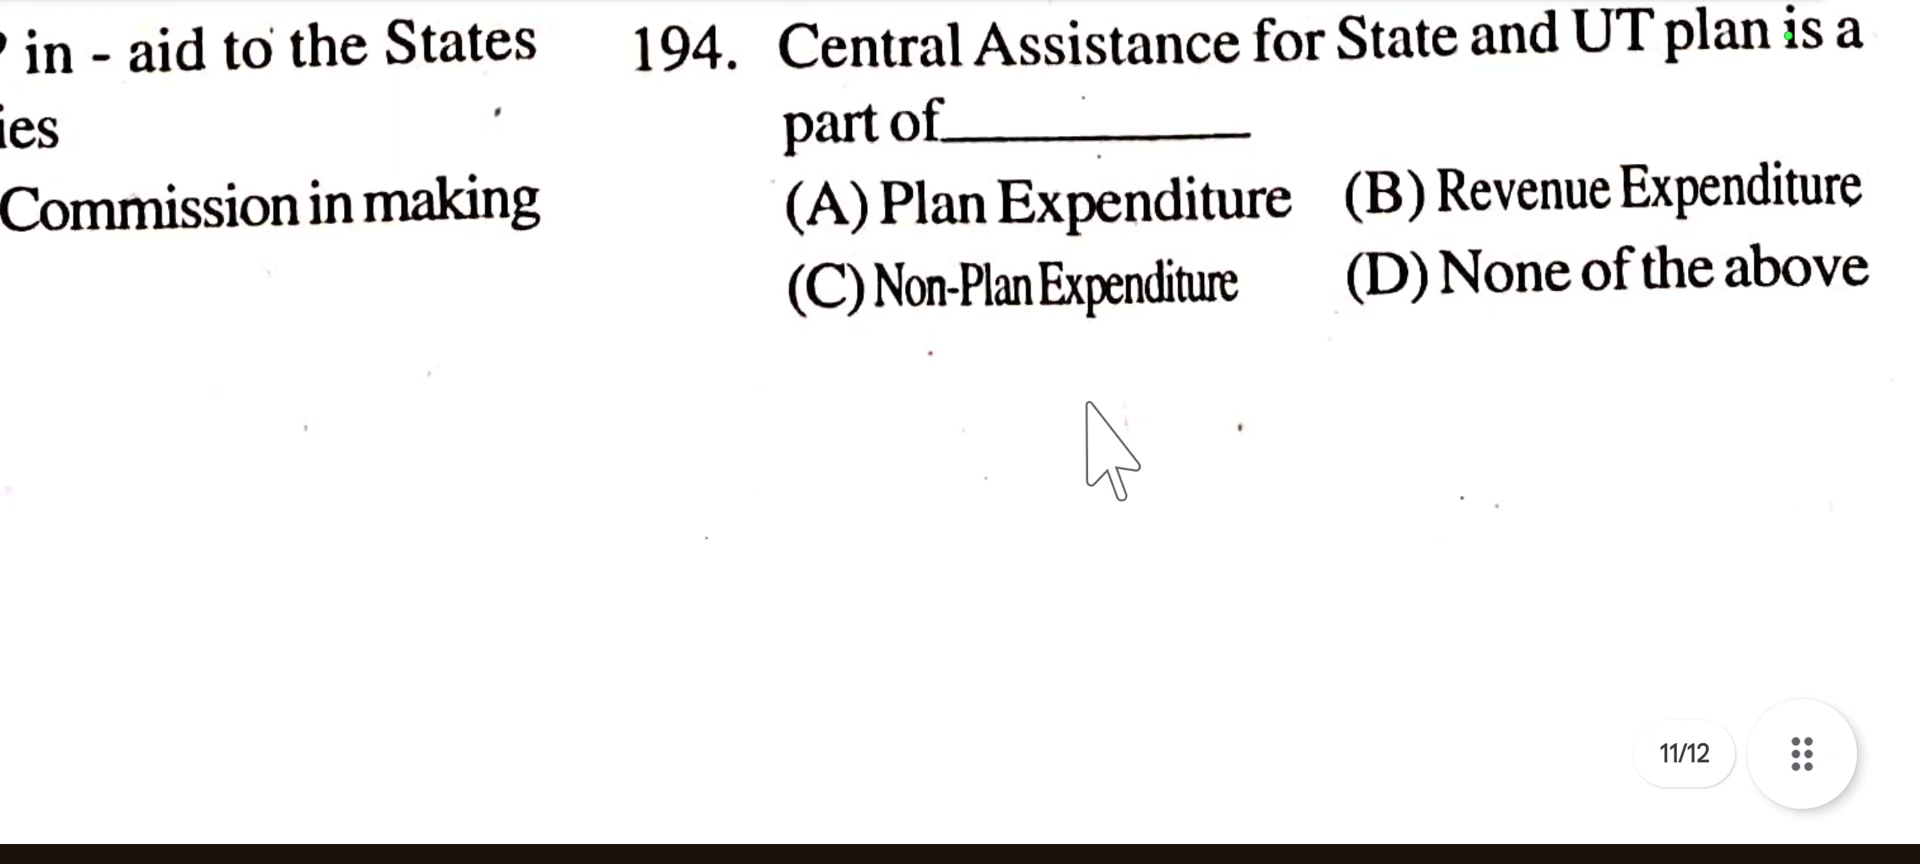 in - aid to the States
ies
Commission in making
194. Central Assistance for State and UT plan is a
part of____________
(A) Plan Expenditure (B) Revenue Expenditure
(C) Non-Plan Expenditure (D) None of the above
11/12